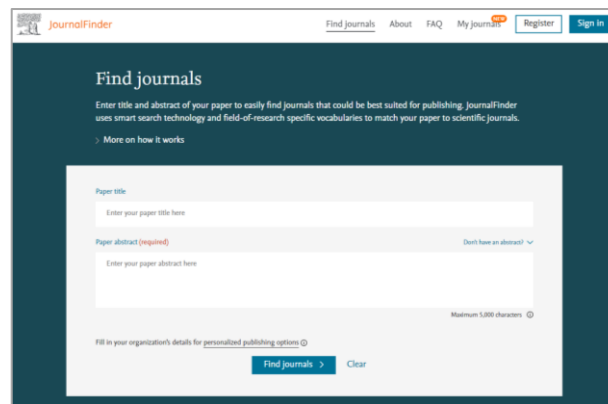 JournalFinder
Find journals
About
FAQ
My journals
NEW
Register
Sign in
Find journals
Enter title and abstract of your paper to easily find journals that could be best suited for publishing. JournalFinder
uses smart search technology and field-of-research specific vocabularies to match your paper to scientific journals.
> More on how it works
Paper title
Enter your paper title here
Paper abstract (required)
Don't have an abstract?
Enter your paper abstract here
Maximum 5,000 characters
Fill in your organization's details for personalized publishing options
Find journals >
Clear